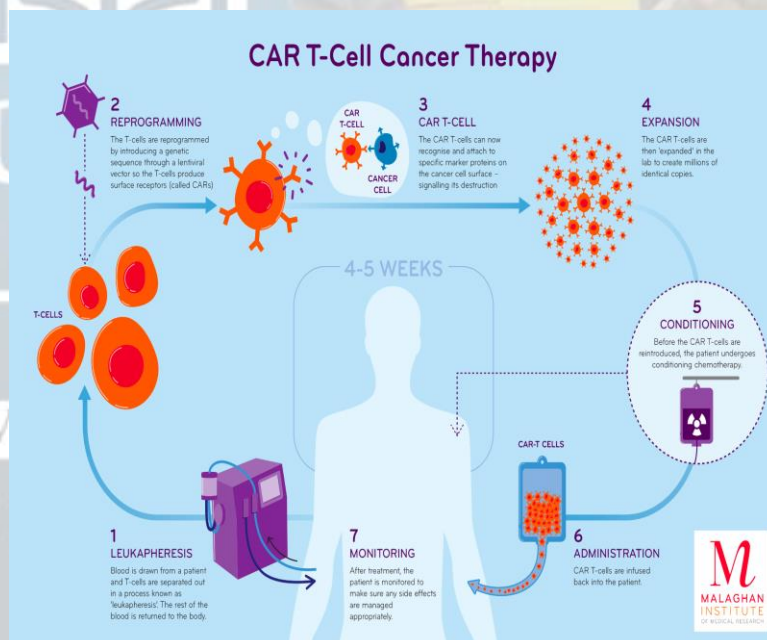 CAR T-Cell Cancer Therapy
1
LEUKAPHERESIS
Blood is drawn from a patient
and T-cells are separated out
in a process known as
'leukapheresis'. The rest of the
blood is returned to the body.
T-CELLS
2
REPROGRAMMING
The T-cells are reprogrammed
by introducing a genetic
sequence through a lentiviral
vector so the T-cells produce
surface receptors (called CARs)
CAR
T-CELL
CANCER
CELL
3
CAR T-CELL
The CAR T-cells can now
recognise and attach to
specific marker proteins on
the cancer cell surface –
signalling its destruction
4
EXPANSION
The CAR T-cells are
then 'expanded' in the
lab to create millions of
identical copies.
4-5 WEEKS
5
CONDITIONING
Before the CAR T-cells are
reintroduced, the patient undergoes
conditioning chemotherapy.
CAR-T CELLS
6
ADMINISTRATION
CAR T-cells are infused
back into the patient
7
MONITORING
After treatment, the
patient is monitored to
make sure any side effects
are managed
appropriately.
M
MALAGHAN
INSTITUTE
OF MEDICAL RESEARCH